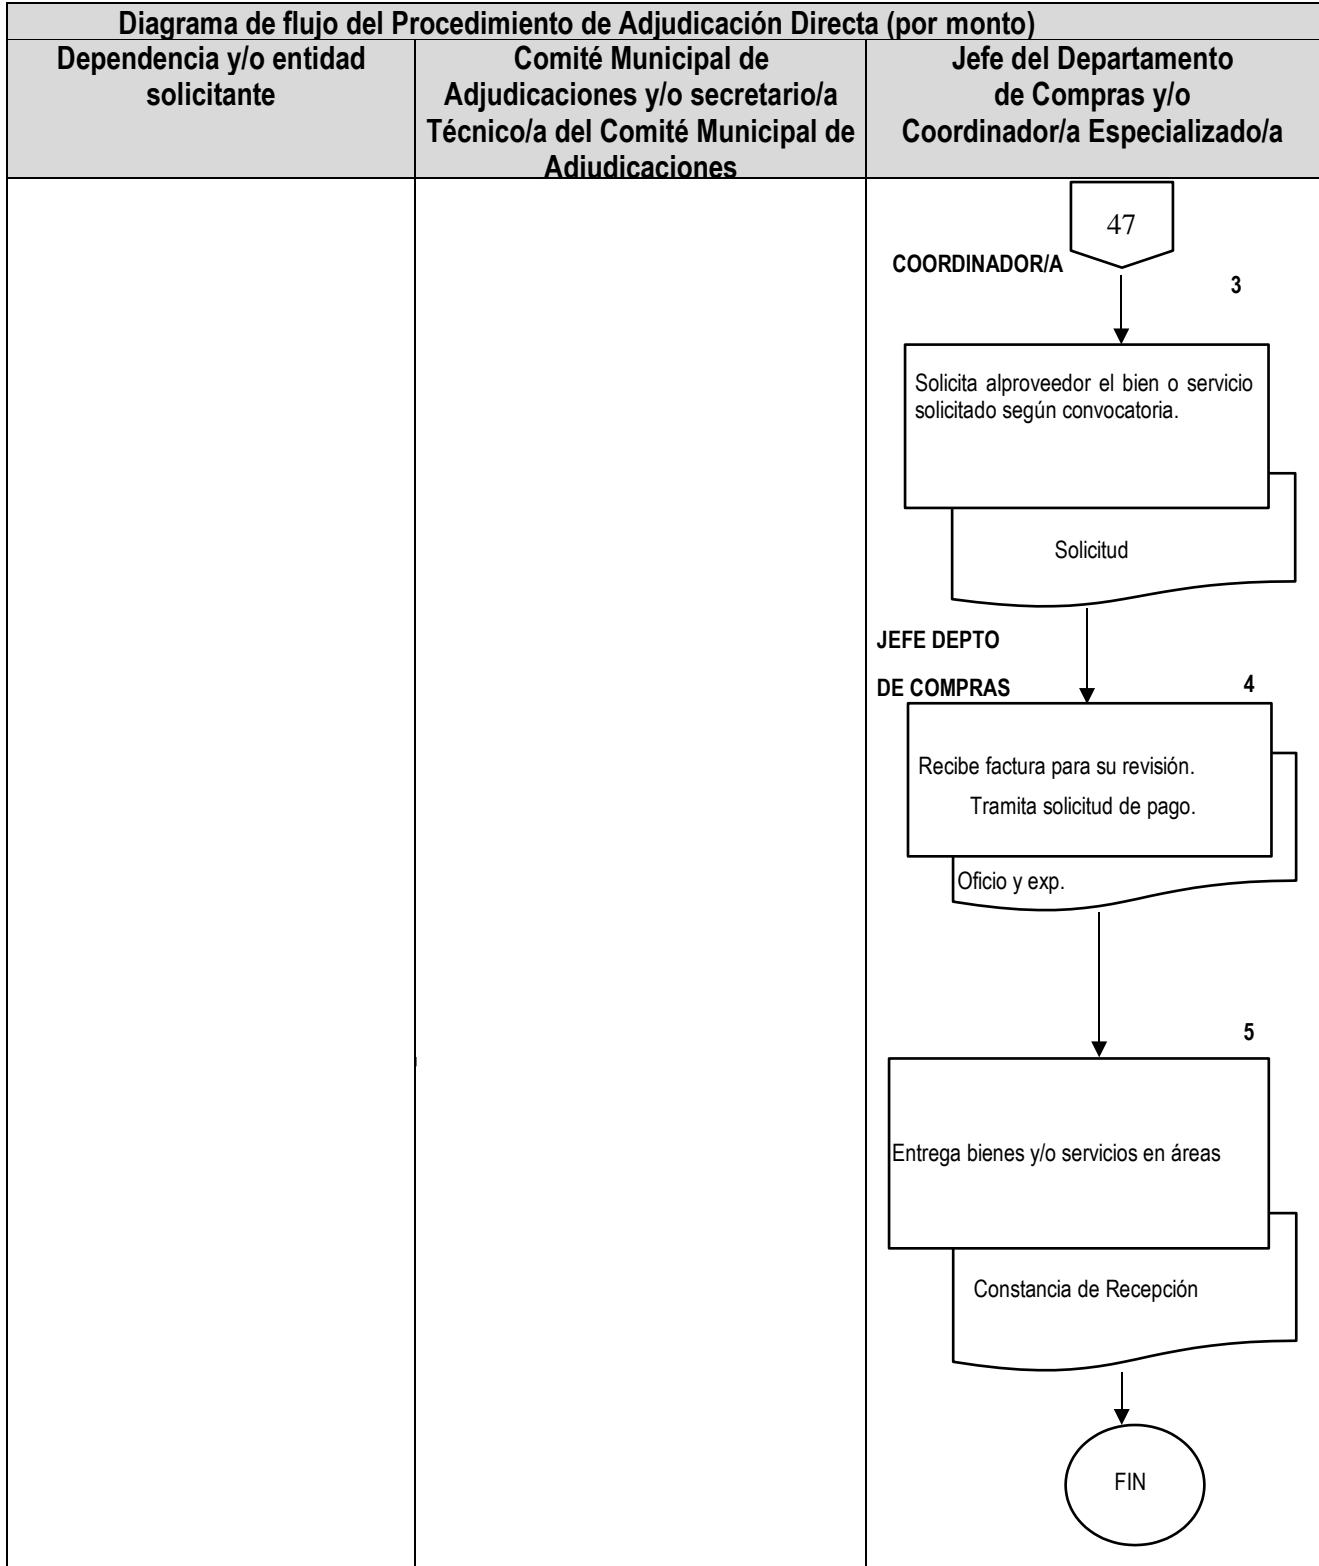 Diagrama de flujo del Procedimiento de Adjudicación Directa (por monto)
Dependencia y/o entidad
solicitante
Comité Municipal de
Adjudicaciones y/o secretario/a
Técnico/a del Comité Municipal de
Adjudicaciones
Jefe del Departamento
de Compras y/o
Coordinador/a Especializado/a
47
COORDINADOR/A
3
Solicita alproveedor el bien o servicio
solicitado según convocatoria.
Solicitud
JEFE DEPTO
DE COMPRAS
4
Recibe factura para su revisión.
Tramita solicitud de pago.
Oficio y exp.
5
Entrega bienes y/o servicios en áreas
Constancia de Recepción
FIN